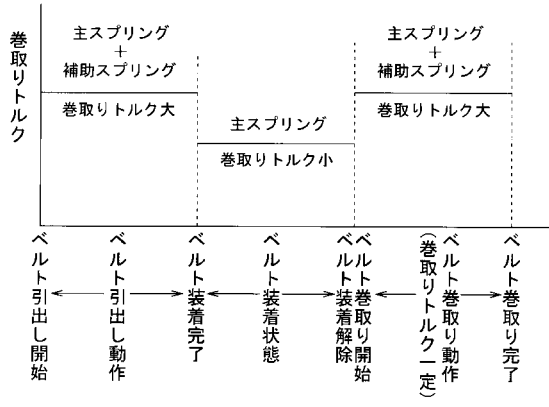 巻取りトルク
主スプリング
+
補助スプリング
巻取りトルク大
主スプリング
巻取りトルク小
主スプリング
+
補助スプリング
巻取りトルク大
ベルト引出し開始
ベルト引出し動作
ベルト装着完了
ベルト装着状態
ベルト装着解除
ベルト巻取り開始
ベルト巻取り動作
(巻取りトルク一定)
ベルト巻取り完了